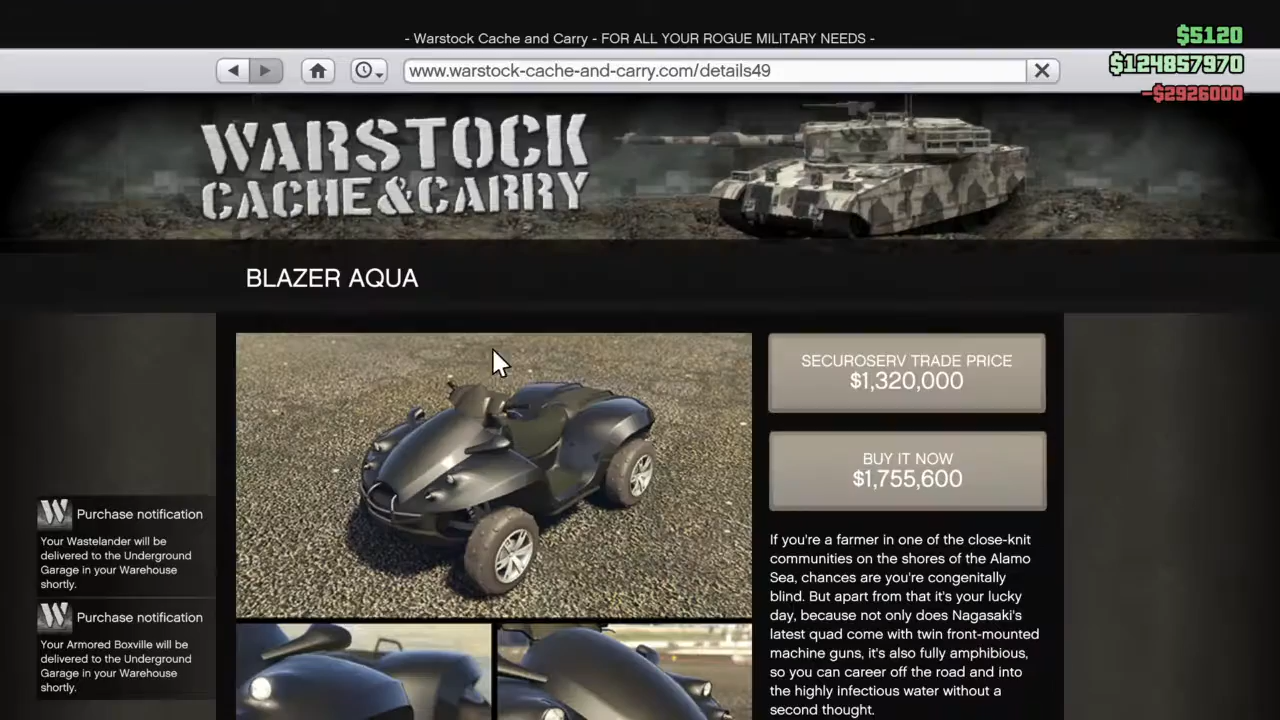 - Warstock Cache and Carry - FOR ALL YOUR ROGUE MILITARY NEEDS -
$5120
www.warstock-cache-and-carry.com/details49
$124857970
-$2926000
WARSTOCK
CACHE&CARRY
BLAZER AQUA
SECUROSERV TRADE PRICE
$1,320,000
BUY IT NOW
$1,755,600
If you're a farmer in one of the close-knit
communities on the shores of the Alamo
Sea, chances are you're congenitally
blind. But apart from that it's your lucky
day, because not only does Nagasaki's
latest quad come with twin front-mounted
machine guns, it's also fully amphibious,
so you can career off the road and into
the highly infectious water without a
second thought.
W Purchase notification
Your Wastelander will be
delivered to the Underground
Garage in your Warehouse
shortly.
W Purchase notification
Your Armored Boxville will be
delivered to the Underground
Garage in your Warehouse
shortly.